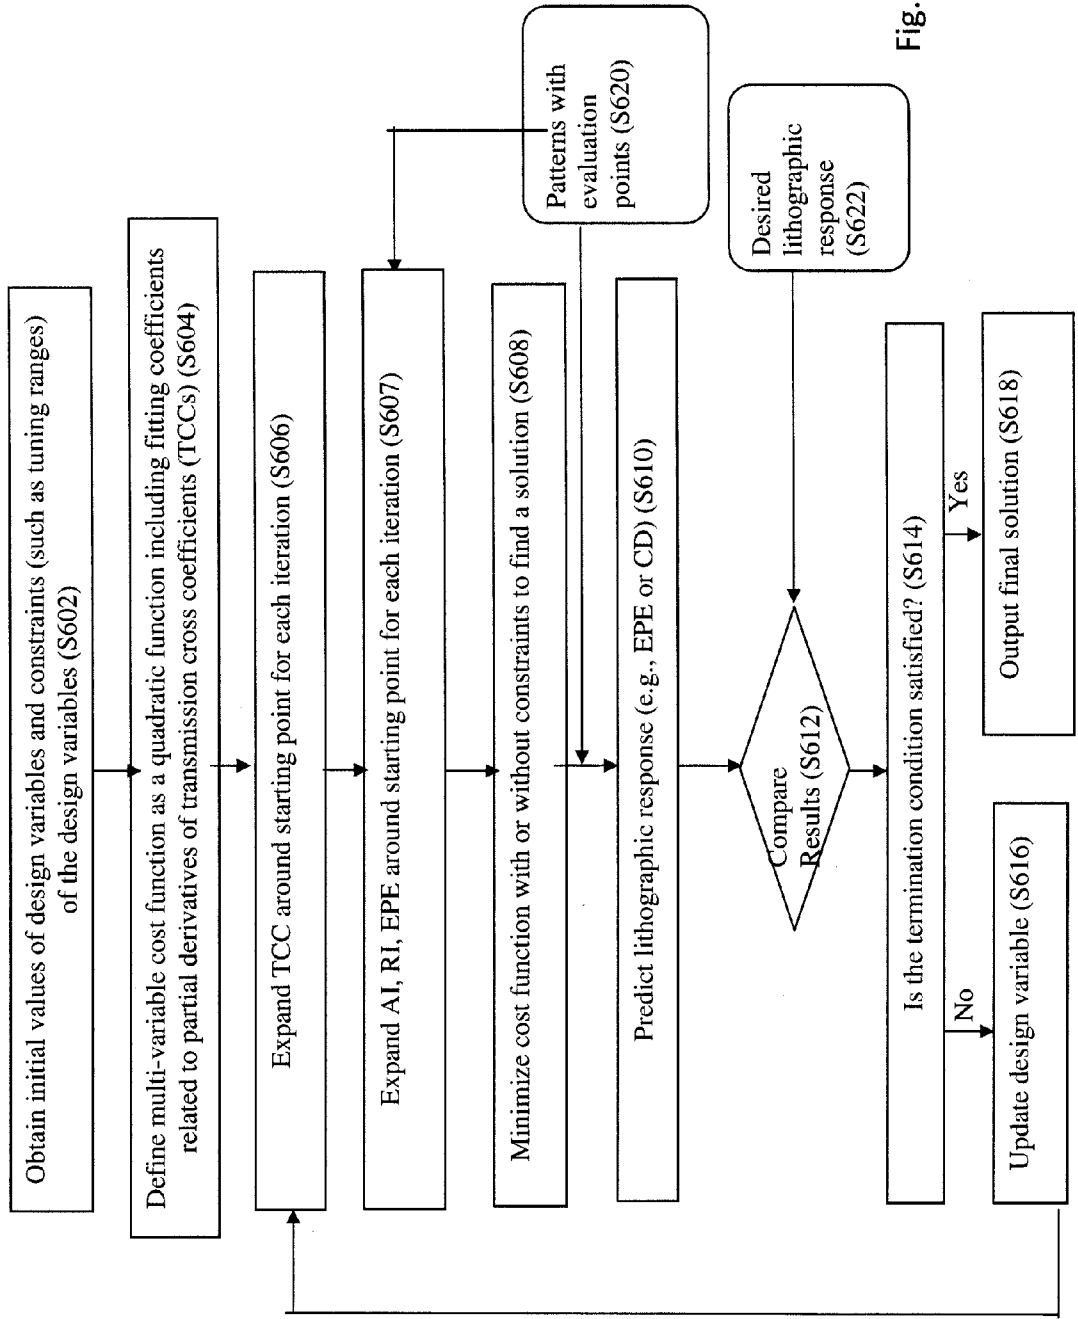 Obtain initial values of design variables and constraints (such as tuning ranges)
of the design variables (S602)
Define multi-variable cost function as a quadratic function including fitting coefficients
related to partial derivatives of transmission cross coefficients (TCCs) (S604)
Expand TCC around starting point for each iteration (S606)
Expand AI, RI, EPE around starting point for each iteration (S607)
Patterns with
evaluation
points (S620)
Minimize cost function with or without constraints to find a solution (S608)
Predict lithographic response (e.g., EPE or CD) (S610)
Desired
lithographic
response
(S622)
Compare
Results (S612)
Is the termination condition satisfied? (S614)
No
Yes
Update design variable (S616)
Output final solution (S618)
Fig.